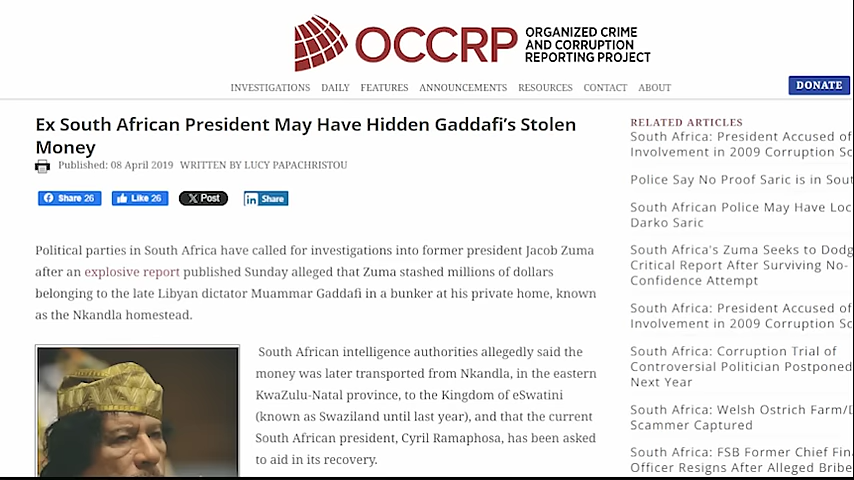 OCCRP
ORGANIZED CRIME
AND CORRUPTION
REPORTING PROJECT
INVESTIGATIONS DAILY FEATURES ANNOUNCEMENTS RESOURCES CONTACT ABOUT
DONATE
Ex South African President May Have Hidden Gaddafi's Stolen
Money
Published: 08 April 2019 WRITTEN BY LUCY PAPACHRISTOU
Share 26 Like 26 X Post in Share
Political parties in South Africa have called for investigations into former president Jacob Zuma
after an explosive report published Sunday alleged that Zuma stashed millions of dollars
belonging to the late Libyan dictator Muammar Gaddafi in a bunker at his private home, known
as the Nkandla homestead.
South African intelligence authorities allegedly said the
money was later transported from Nkandla, in the eastern
KwaZulu-Natal province, to the Kingdom of eSwatini
(known as Swaziland until last year), and that the current
South African president, Cyril Ramaphosa, has been asked
to aid in its recovery.
RELATED ARTICLES
South Africa: President Accused of
Involvement in 2009 Corruption Sc
Police Say No Proof Saric is in Sout
South African Police May Have Loc
Darko Saric
South Africa's Zuma Seeks to Dodg
Critical Report After Surviving No-
Confidence Attempt
South Africa: President Accused of
Involvement in 2009 Corruption Sc
South Africa: Corruption Trial of
Controversial Politician Postponed
Next Year
South Africa: Welsh Ostrich Farm/D
Scammer Captured
South Africa: FSB Former Chief Fin
Officer Resigns After Alleged Bribe